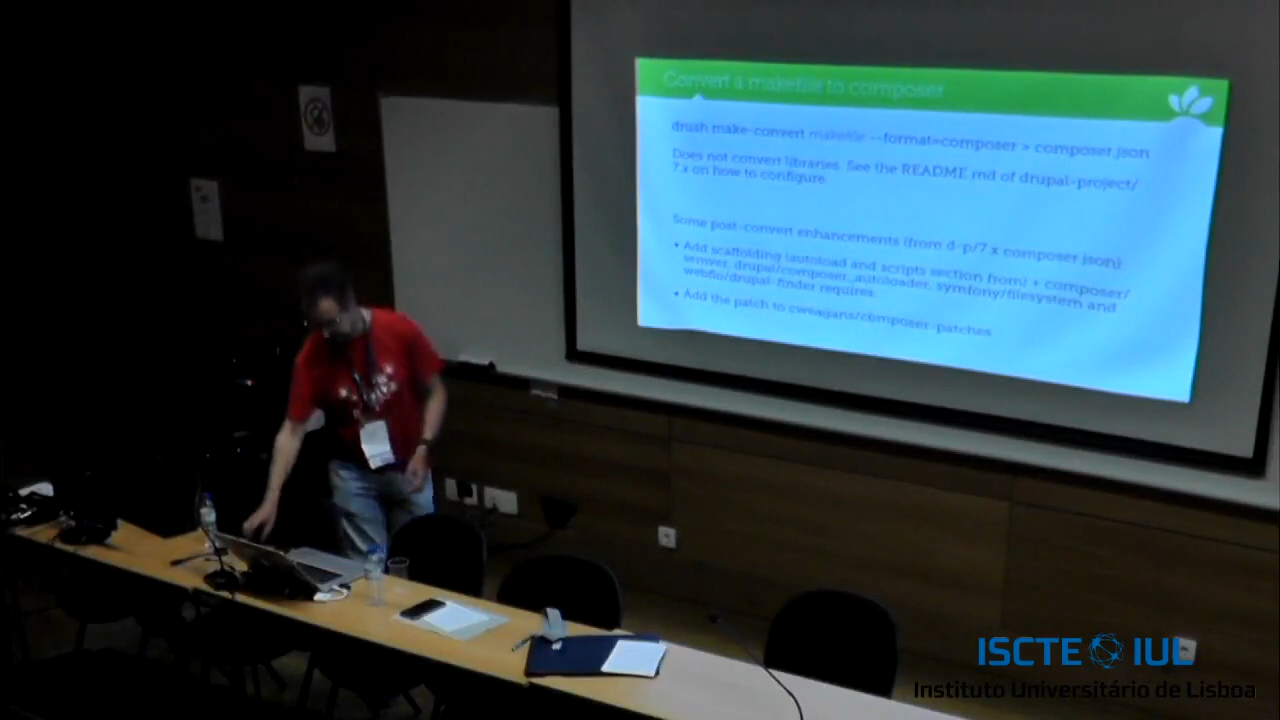 Convert a makefile to composer
drush make-convert makefile --format=composer > composer.json
Does not convert libraries. See the README.md of drupal-project/
7.x on how to configure.
Some post-convert enhancements (from d-p/7.x composer.json):
• Add scaffolding (autoload and scripts section from) + composer/
semver, drupal/composer_autoloader, symfony/filesystem and
webflo/drupal-finder requires.
• Add the patch to cweagans/composer-patches
ISCTE IUL
Instituto Universitário de Lisboa